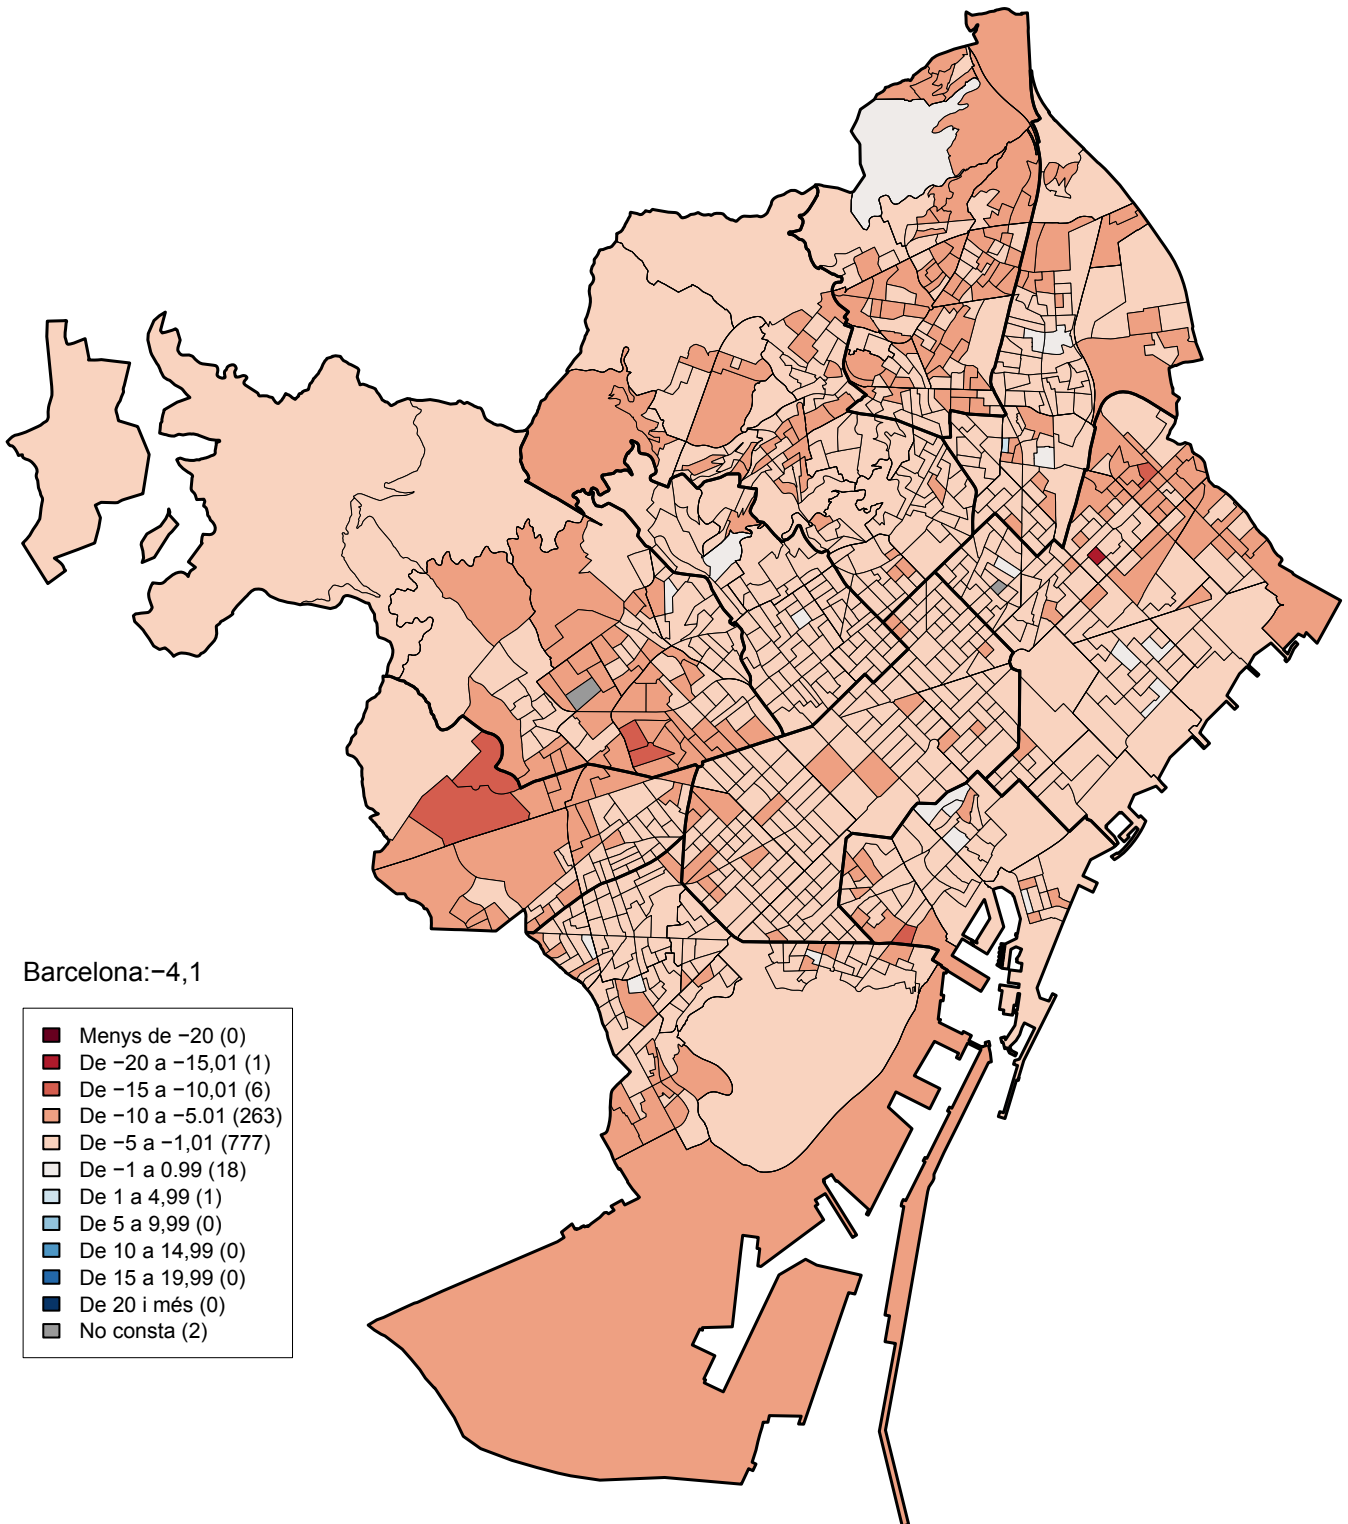 Barcelona:−4,1
Menys de −20 (0)
De −20 a −15,01 (1)
De −15 a −10,01 (6)
De −10 a −5.01 (263)
De −5 a −1,01 (777)
De −1 a 0.99 (18)
De 1 a 4,99 (1)
De 5 a 9,99 (0)
De 10 a 14,99 (0)
De 15 a 19,99 (0)
De 20 i més (0)
No consta (2)